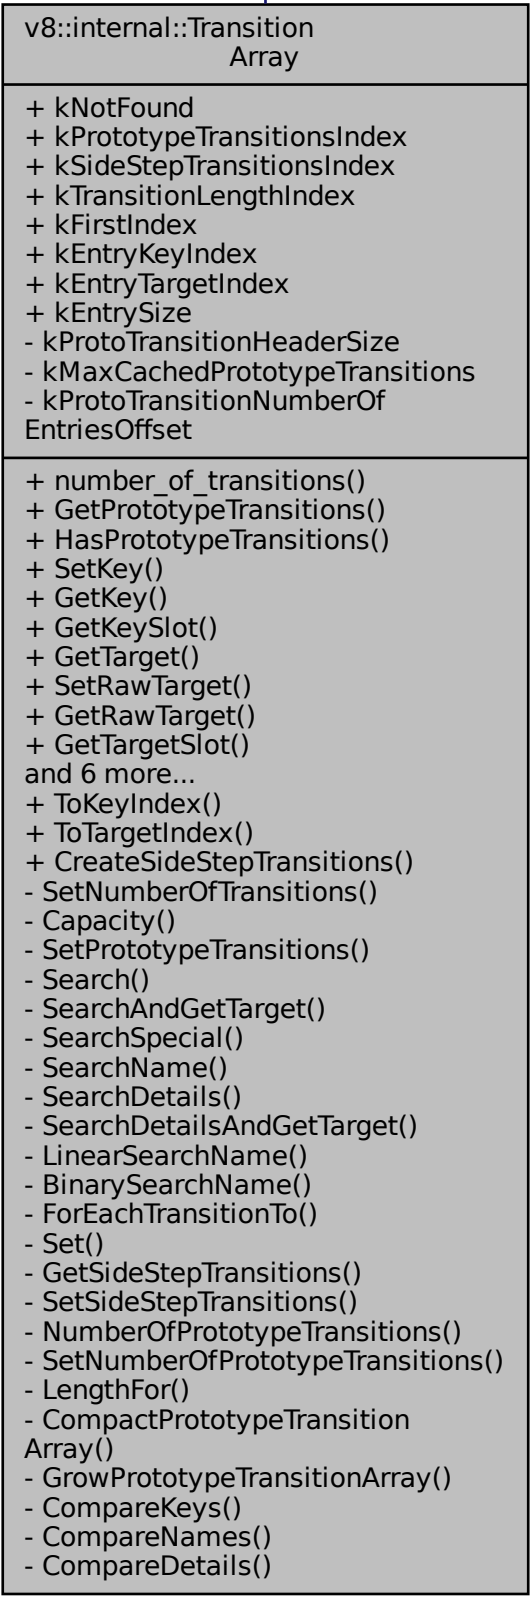 v8::internal::Transition
Array
+ kNotFound
+ kPrototypeTransitionsIndex
+ kSideStepTransitionsIndex
+ kTransitionLengthIndex
+ kFirstIndex
+ kEntryKeyIndex
+ kEntryTargetIndex
+ kEntrySize
- kProtoTransitionHeaderSize
- kMaxCachedPrototypeTransitions
- kProtoTransitionNumberOf
EntriesOffset
+ number_of_transitions()
+ GetPrototypeTransitions()
+ HasPrototypeTransitions()
+ SetKey()
+ GetKey()
+ GetKeySlot()
+ GetTarget()
+ SetRawTarget()
+ GetRawTarget()
+ GetTargetSlot()
and 6 more...
+ ToKeyIndex()
+ ToTargetIndex()
+ CreateSideStepTransitions()
- SetNumberOfTransitions()
- Capacity()
- SetPrototypeTransitions()
- Search()
- SearchAndGetTarget()
- SearchSpecial()
- SearchName()
- SearchDetails()
- SearchDetailsAndGetTarget()
- LinearSearchName()
- BinarySearchName()
- ForEachTransitionTo()
- Set()
- GetSideStepTransitions()
- SetSideStepTransitions()
- NumberOfPrototypeTransitions()
- SetNumberOfPrototypeTransitions()
- LengthFor()
- CompactPrototypeTransition
Array()
- GrowPrototypeTransitionArray()
- CompareKeys()
- CompareNames()
- CompareDetails()